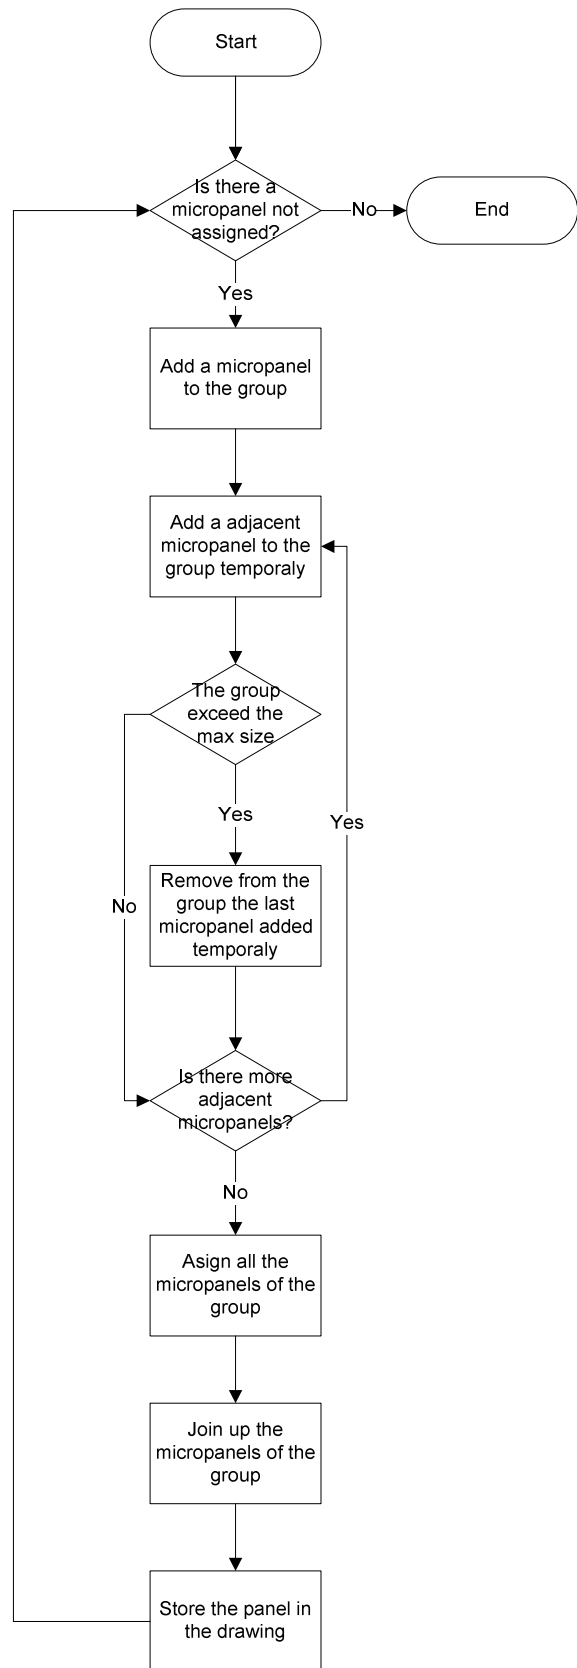 Start
Is there a
micropanel not
assigned?
No
End
Yes
Add a micropanel
to the group
Add a adjacent
micropanel to the
group temporaly
The group
exceed the
max size
Yes
Yes
Remove from the
group the last
micropanel added
temporaly
No
Is there more
adjacent
micropanels?
No
Asign all the
micropanels of the
group
Join up the
micropanels of the
group
Store the panel in
the drawing